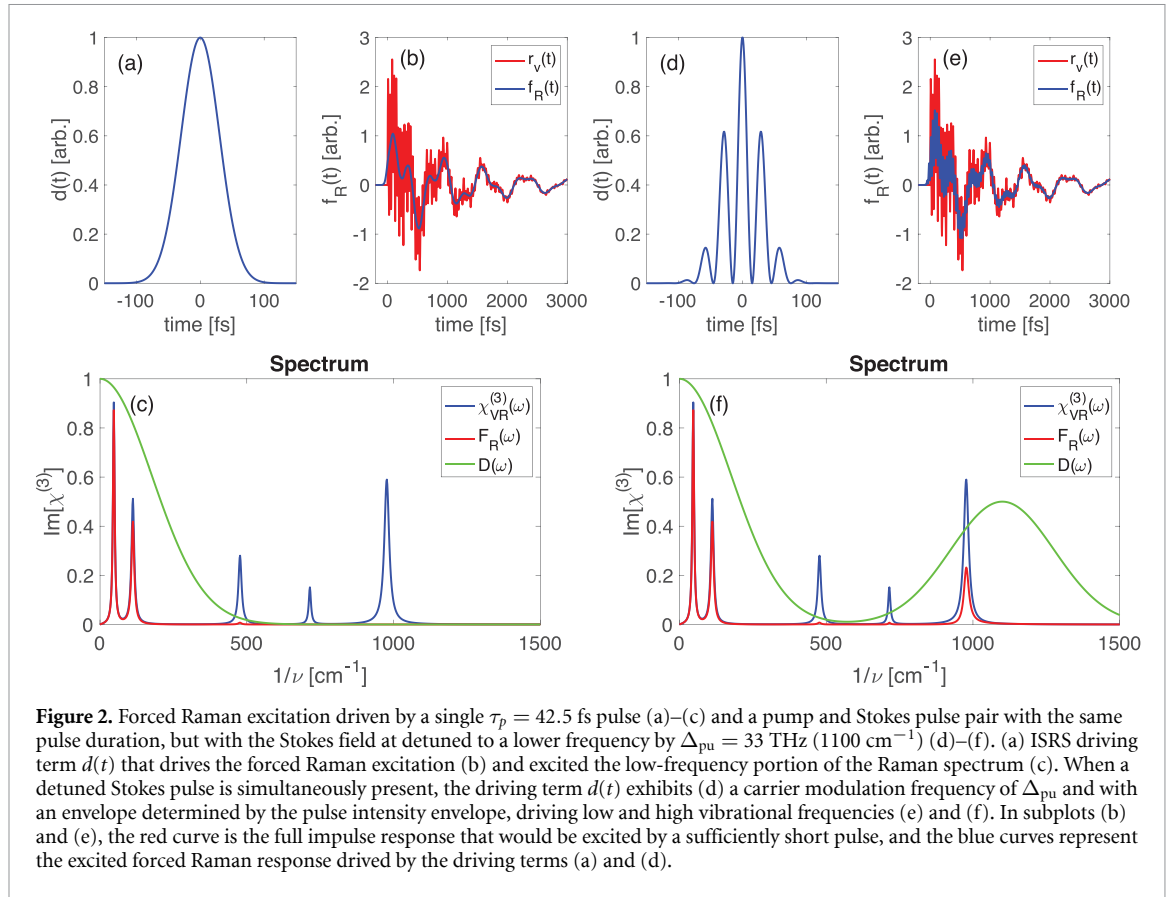 (a)
1
0.8
0.6
0.4
0.2
0
d(t) [arb.]
-100 0 100
time [fs]
(b)
r_v(t)
f_R(t)
3
2
1
0
-1
-2
f_R(t) [arb.]
0 1000 2000 3000
time [fs]
(d)
1
0.8
0.6
0.4
0.2
0
d(t) [arb.]
-100 0 100
time [fs]
(e)
r_v(t)
f_R(t)
3
2
1
0
-1
-2
f_R(t) [arb.]
0 1000 2000 3000
time [fs]
Spectrum
(c)
χ_VR^(3)(ω)
F_R(ω)
D(ω)
1
0.8
0.6
0.4
0.2
0
Im[χ^(3)]
0 500 1000 1500
1/ν [cm^-1]
Spectrum
(f)
χ_VR^(3)(ω)
F_R(ω)
D(ω)
1
0.8
0.6
0.4
0.2
0
Im[χ^(3)]
0 500 1000 1500
1/ν [cm^-1]
Figure 2. Forced Raman excitation driven by a single τ_p = 42.5 fs pulse (a)–(c) and a pump and Stokes pulse pair with the same
pulse duration, but with the Stokes field at detuned to a lower frequency by Δ_pu = 33 THz (1100 cm^−1) (d)–(f). (a) ISRS driving
term d(t) that drives the forced Raman excitation (b) and excited the low-frequency portion of the Raman spectrum (c). When a
detuned Stokes pulse is simultaneously present, the driving term d(t) exhibits (d) a carrier modulation frequency of Δ_pu and with
an envelope determined by the pulse intensity envelope, driving low and high vibrational frequencies (e) and (f). In subplots (b)
and (e), the red curve is the full impulse response that would be excited by a sufficiently short pulse, and the blue curves represent
the excited forced Raman response drived by the driving terms (a) and (d).